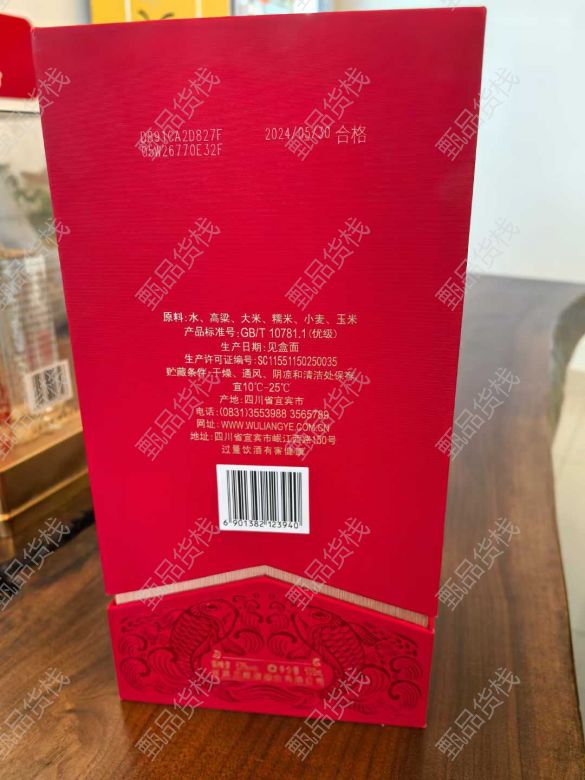 DB91CA2D827F
05W26770E32F
2024/05/30 合格
原料:水、高粱、大米、糯米、小麦、玉米
产品标准号:GB/T 10781.1(优级)
生产日期:见盒面
生产许可证编号:SC11551150250035
贮藏条件:干燥、通风、阴凉和清洁处保存
宜10℃-25℃
产地:四川省宜宾市
电话:(0831)3553988 3565789
网址:WWW.WULIANGYE.COM.CN
地址:四川省宜宾市岷江西路150号
过量饮酒有害健康
6 901382 123940
甄品货栈